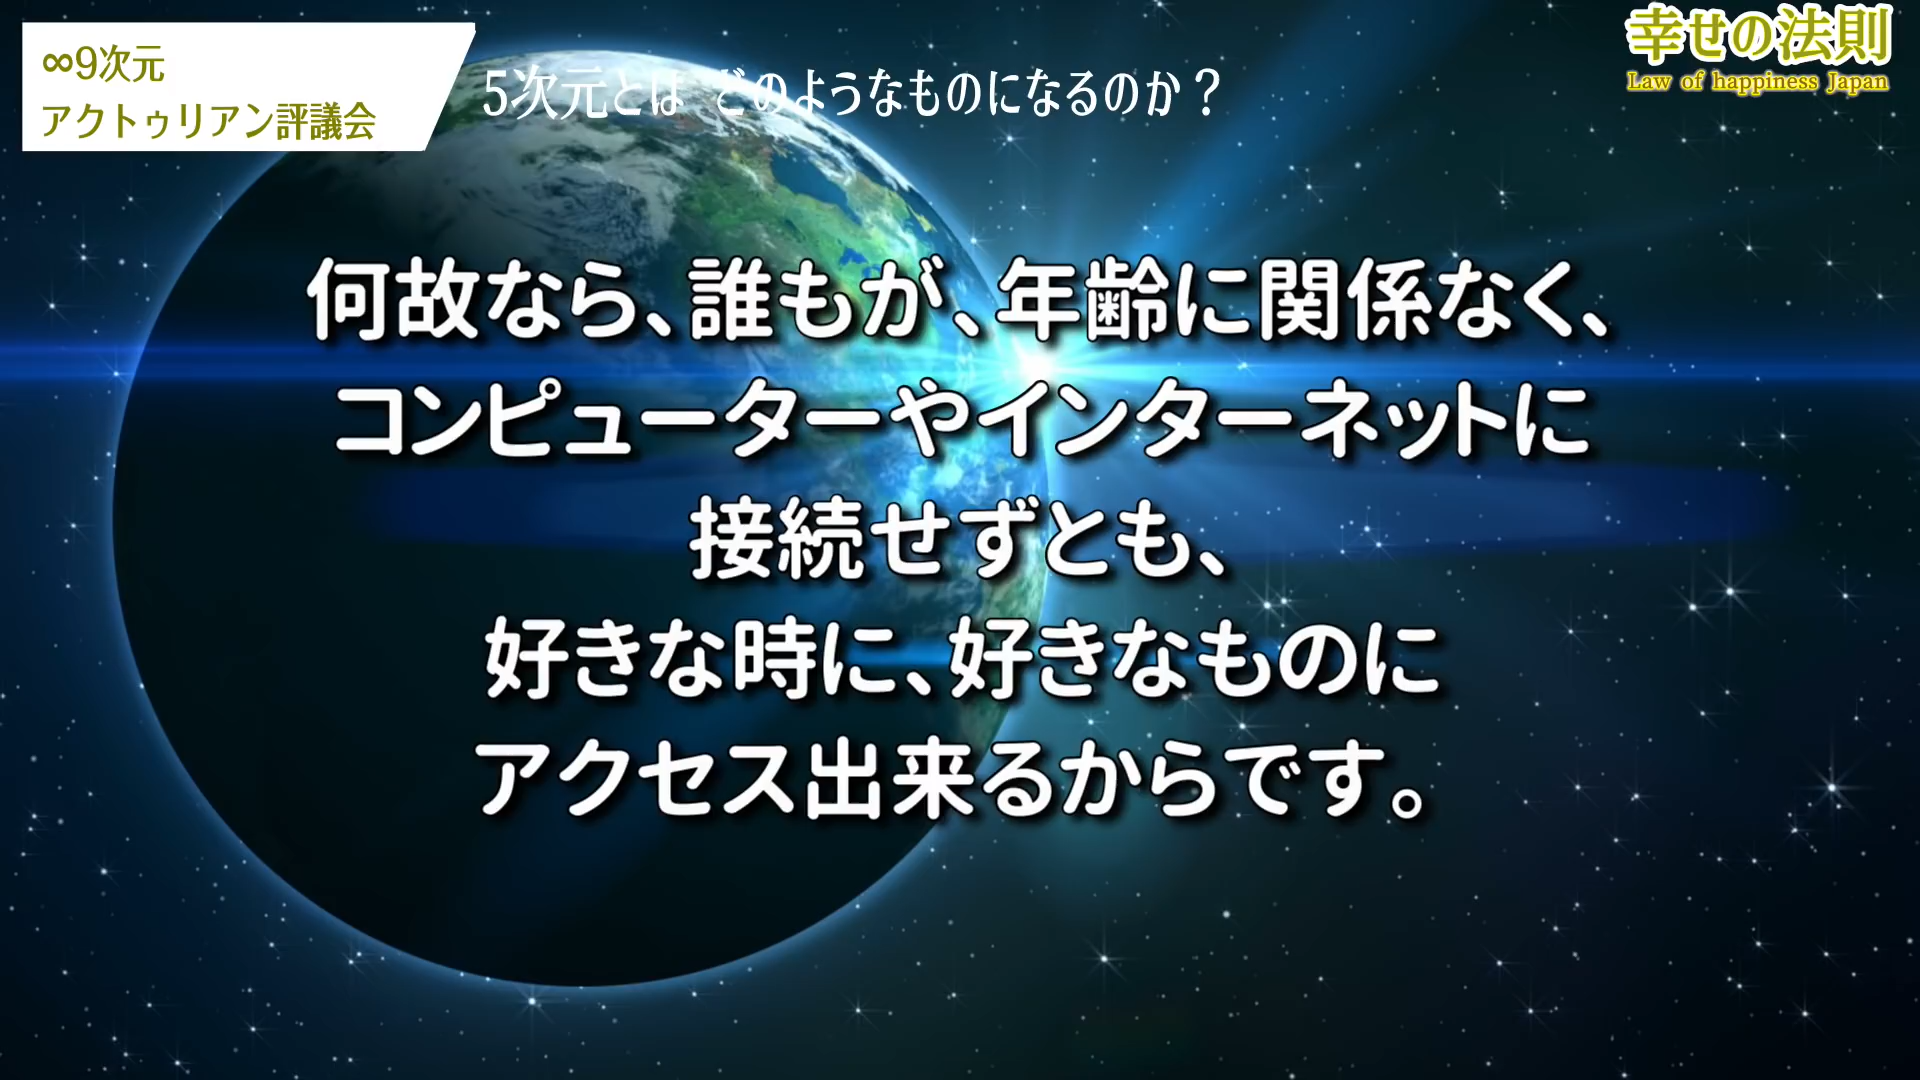 ∞9次元
アクトゥリアン評議会
5次元とは どのようなものになるのか？
幸せの法則
Law of happiness Japan
何故なら、誰もが、年齢に関係なく、
コンピューターやインターネットに
接続せずとも、
好きな時に、好きなものに
アクセス出来るからです。